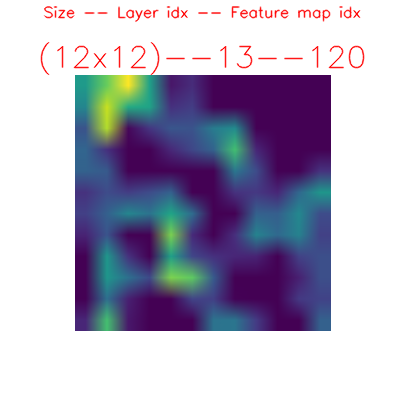 Size -- Layer idx -- Feature map idx
(12x12)--13--120